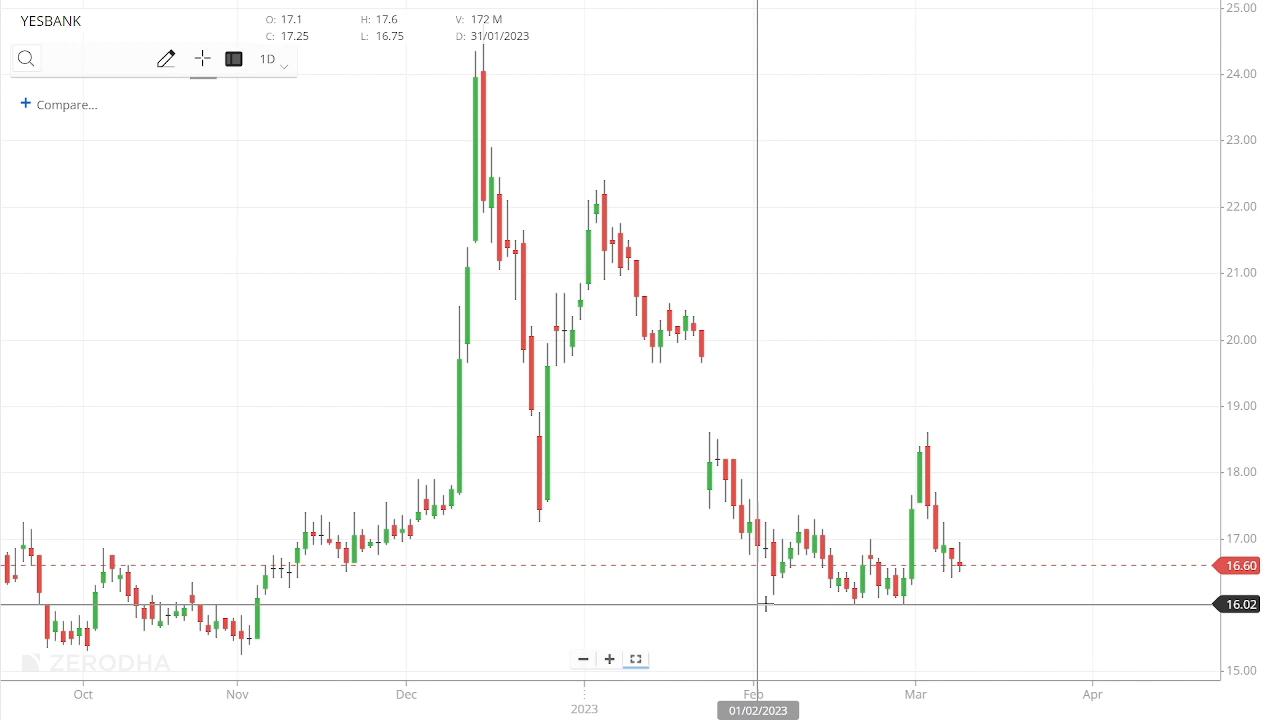 YESBANK
O: 17.1 H: 17.6 V: 172 M
C: 17.25 L: 16.75 D: 31/01/2023
1D
+ Compare...
25.00
24.00
23.00
22.00
21.00
20.00
19.00
18.00
17.00
16.60
16.02
15.00
ZERODHA
Oct Nov Dec Feb Mar Apr
2023
01/02/2023